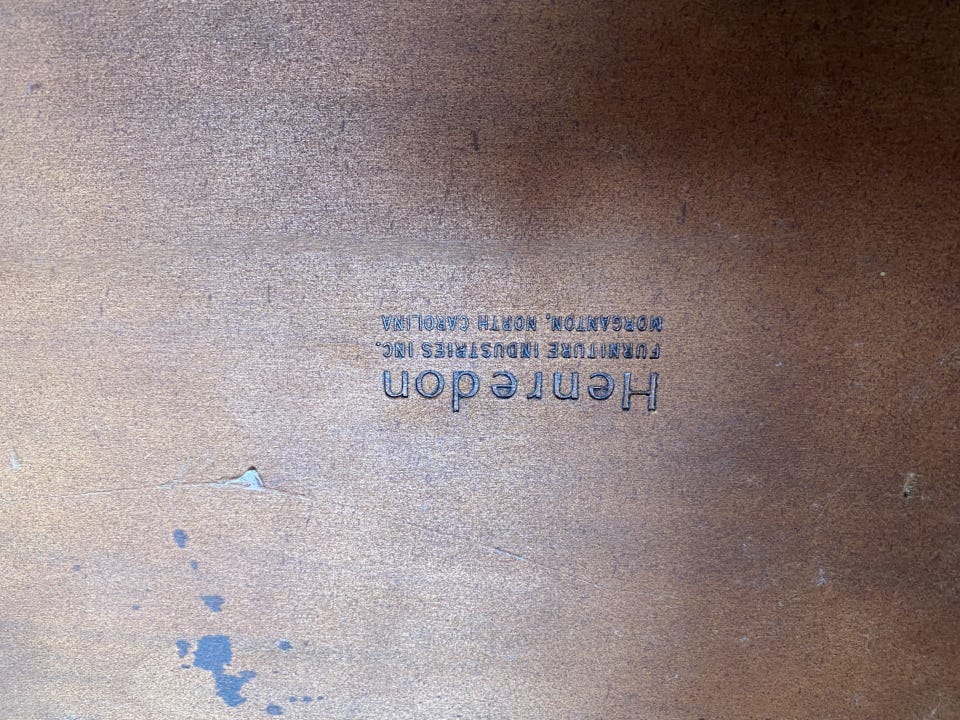 Henredon
FURNITURE INDUSTRIES INC.
MORGANTON, NORTH CAROLINA